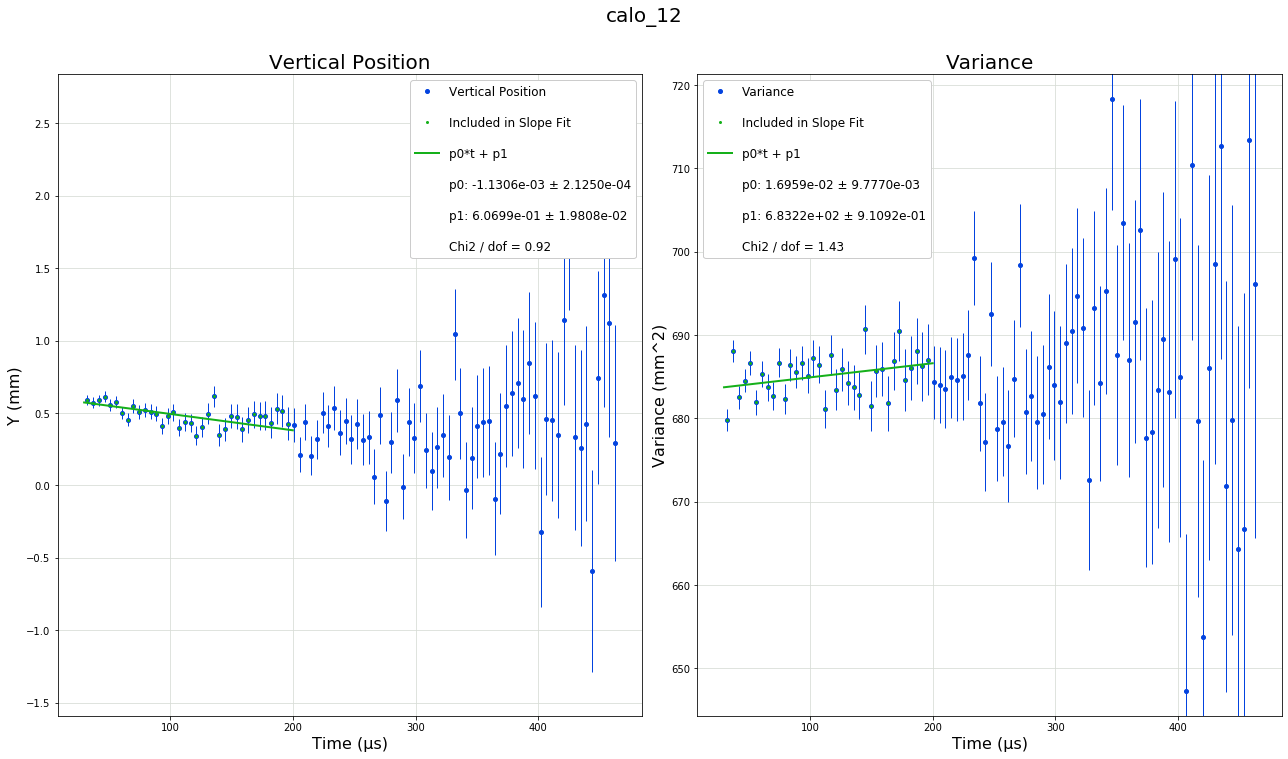 calo_12
Vertical Position
Vertical Position
Included in Slope Fit
p0*t + p1
p0: -1.1306e-03 ± 2.1250e-04
p1: 6.0699e-01 ± 1.9808e-02
Chi2 / dof = 0.92
2.5
2.0
1.5
1.0
0.5
0.0
−0.5
−1.0
−1.5
Y (mm)
100
200
300
400
Time (µs)
Variance
Variance
Included in Slope Fit
p0*t + p1
p0: 1.6959e-02 ± 9.7770e-03
p1: 6.8322e+02 ± 9.1092e-01
Chi2 / dof = 1.43
720
710
700
690
680
670
660
650
Variance (mm^2)
100
200
300
400
Time (µs)